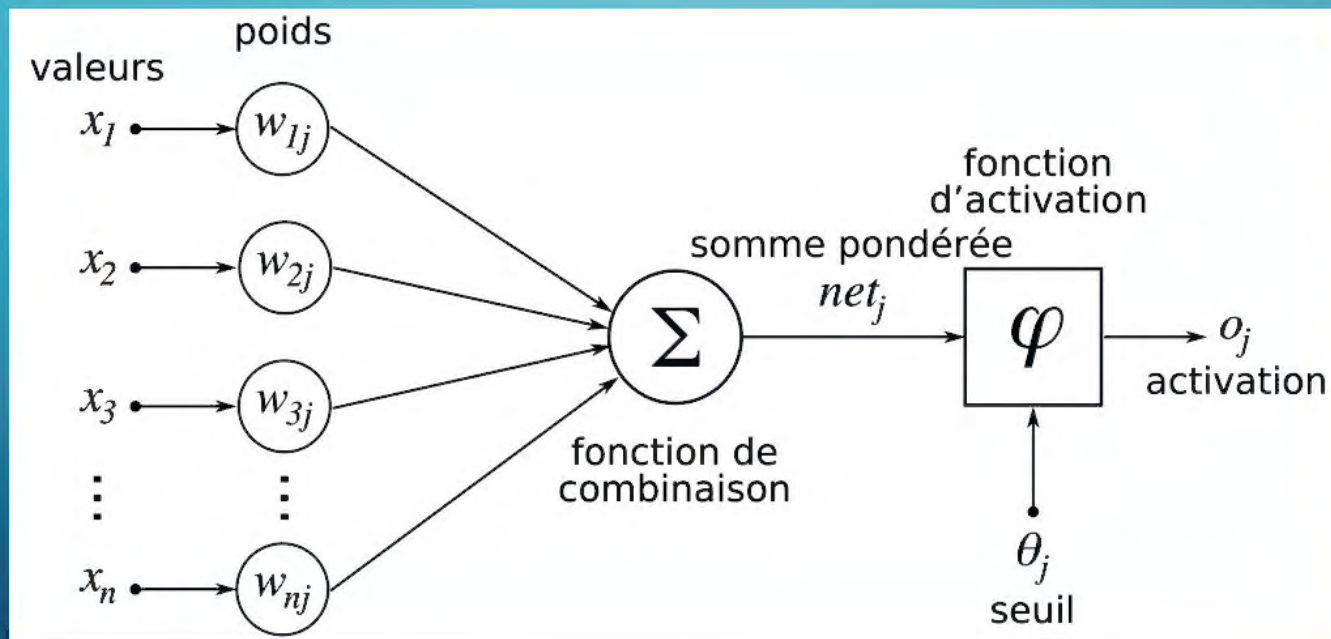 poids
valeurs
x1
w1j
x2
w2j
x3
w3j
⋮
⋮
xn
wnj
Σ
fonction de
combinaison
somme pondérée
netj
fonction
d'activation
φ
oj
activation
θj
seuil